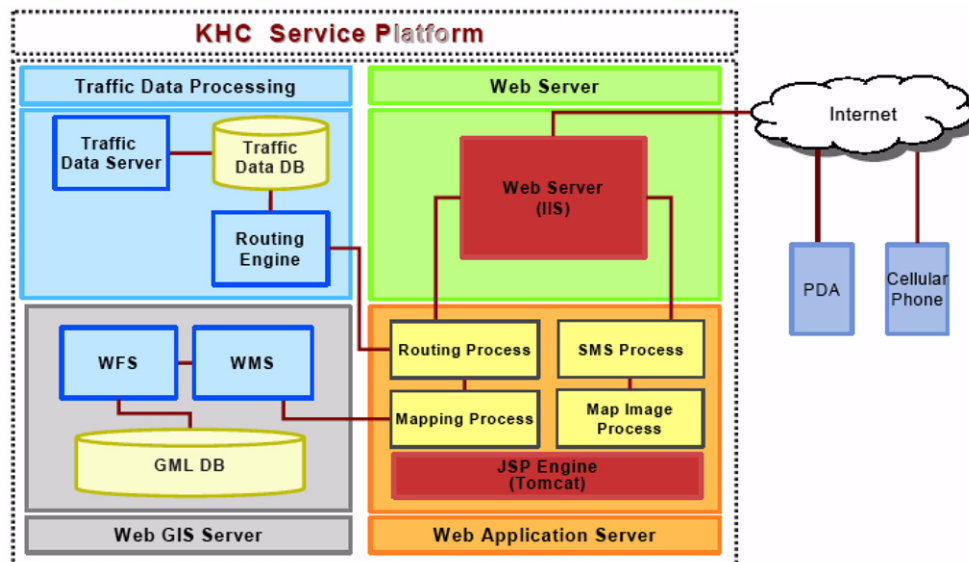 KHC Service Platform
Traffic Data Processing
Web Server
Traffic
Data Server
Traffic
Data DB
Routing
Engine
Web Server
(IIS)
Internet
PDA
Cellular
Phone
WFS
WMS
GML DB
Routing Process
SMS Process
Mapping Process
Map Image
Process
JSP Engine
(Tomcat)
Web GIS Server
Web Application Server